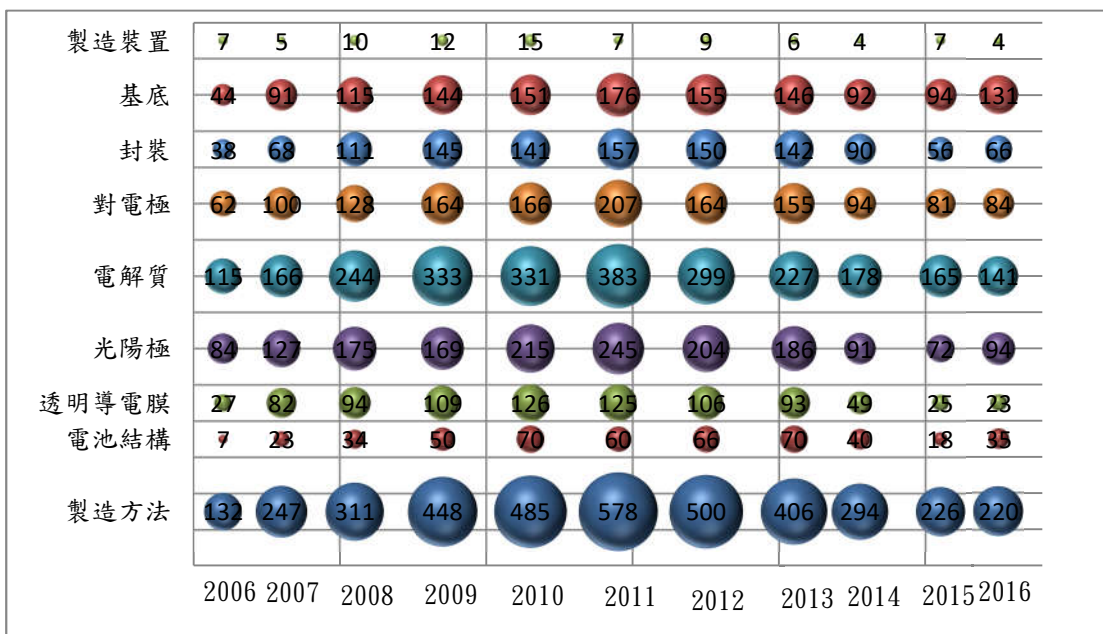 製造裝置 7 5 10 12 15 7 9 6 4 7 4
基底 44 91 115 144 151 176 155 146 92 94 131
封裝 38 68 111 145 141 157 150 142 90 56 66
對電極 62 100 128 164 166 207 164 155 94 81 84
電解質 115 166 244 333 331 383 299 227 178 165 141
光陽極 84 127 175 169 215 245 204 186 91 72 94
透明導電膜 27 82 94 109 126 125 106 93 49 25 23
電池結構 7 23 34 50 70 60 66 70 40 18 35
製造方法 132 247 311 448 485 578 500 406 294 226 220
2006 2007 2008 2009 2010 2011 2012 2013 2014 2015 2016